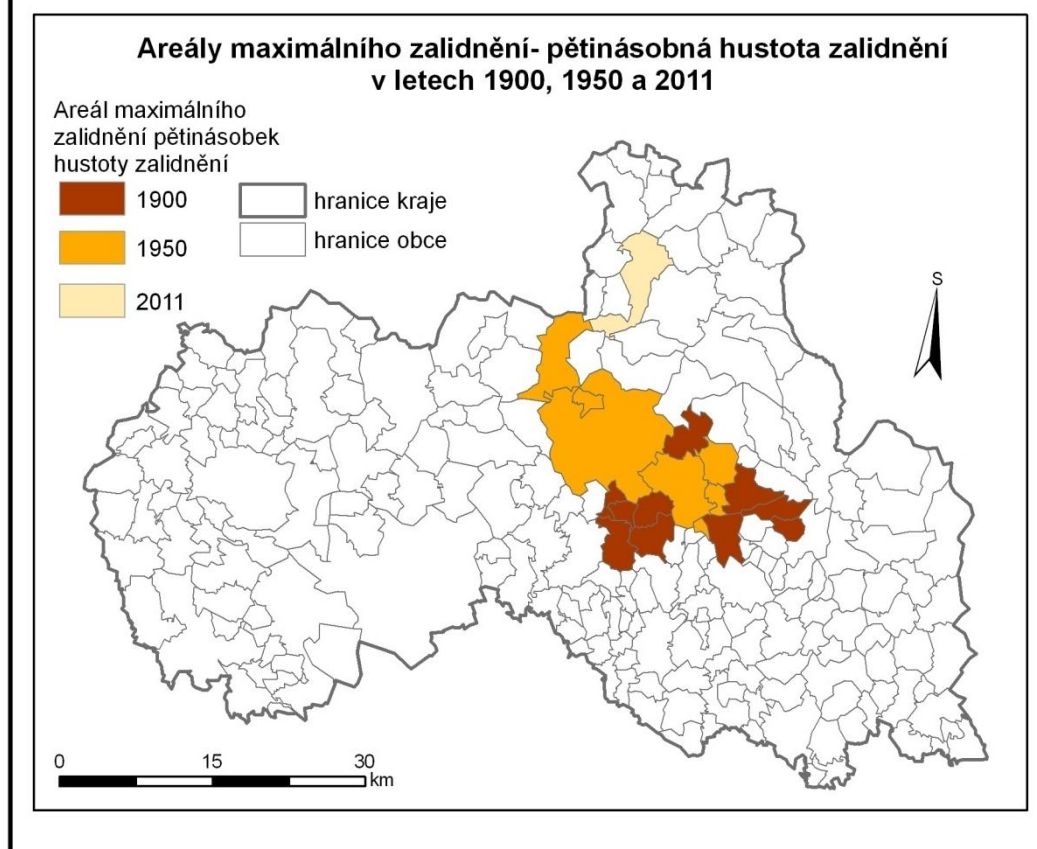 Areály maximálního zalidnění- pětinásobná hustota zalidnění
v letech 1900, 1950 a 2011
Areál maximálního
zalidnění pětinásobek
hustoty zalidnění
1900
1950
2011
hranice kraje
hranice obce
S
0 15 30
km